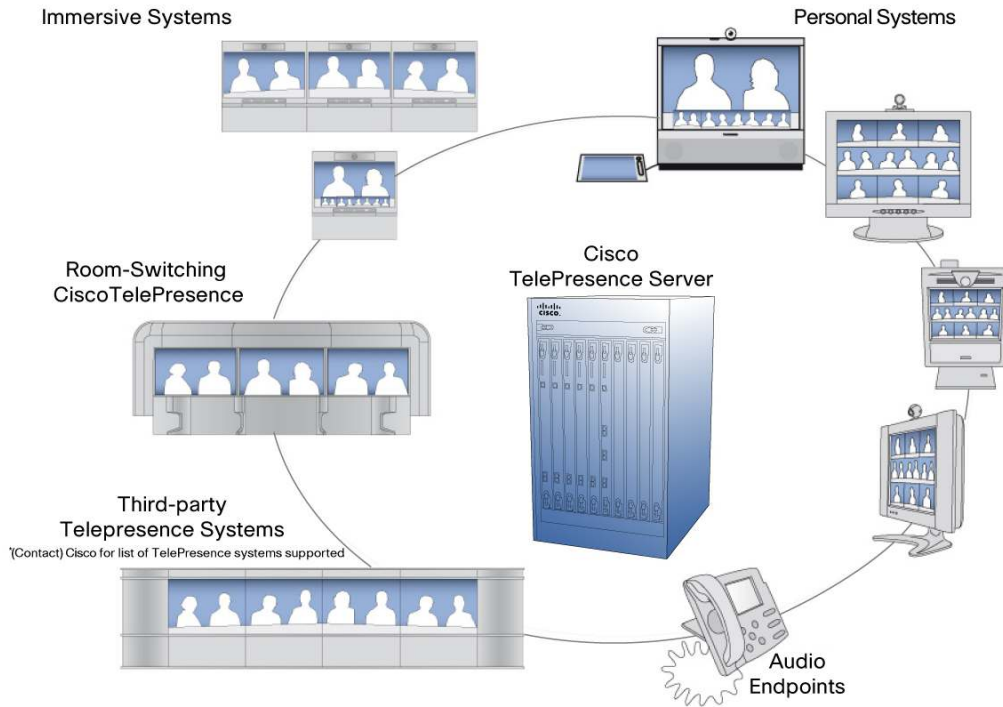 Immersive Systems
Personal Systems
Room-Switching
CiscoTelePresence
Cisco
TelePresence Server
CISCO.
Third-party
Telepresence Systems
*(Contact) Cisco for list of TelePresence systems supported
Audio
Endpoints